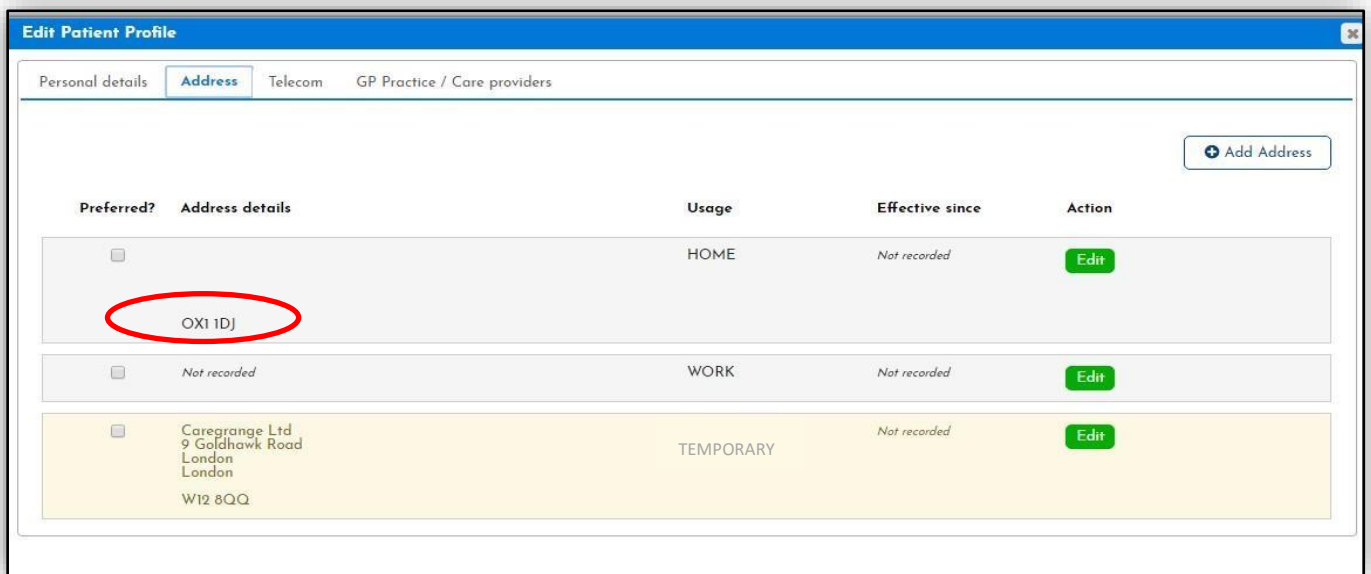 Edit Patient Profile
Personal details Address Telecom GP Practice / Care providers
Add Address
Preferred? Address details Usage Effective since Action
HOME Not recorded Edit
OX1 1DJ
Not recorded WORK Not recorded Edit
Caregrange Ltd TEMPORARY Not recorded Edit
9 Goldhawk Road
London
London
W12 8QQ